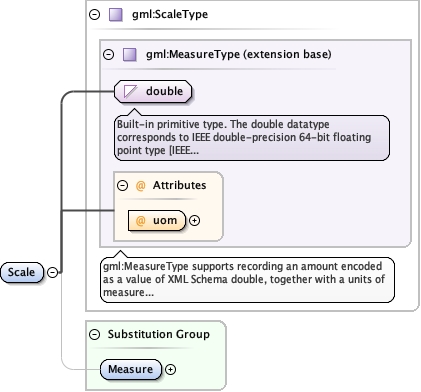 gml:ScaleType
gml:MeasureType (extension base)
double
Built-in primitive type. The double datatype
corresponds to IEEE double-precision 64-bit floating
point type [IEEE...
@ Attributes
uom
gml:MeasureType supports recording an amount encoded
as a value of XML Schema double, together with a units of
measure...
Scale
Substitution Group
Measure